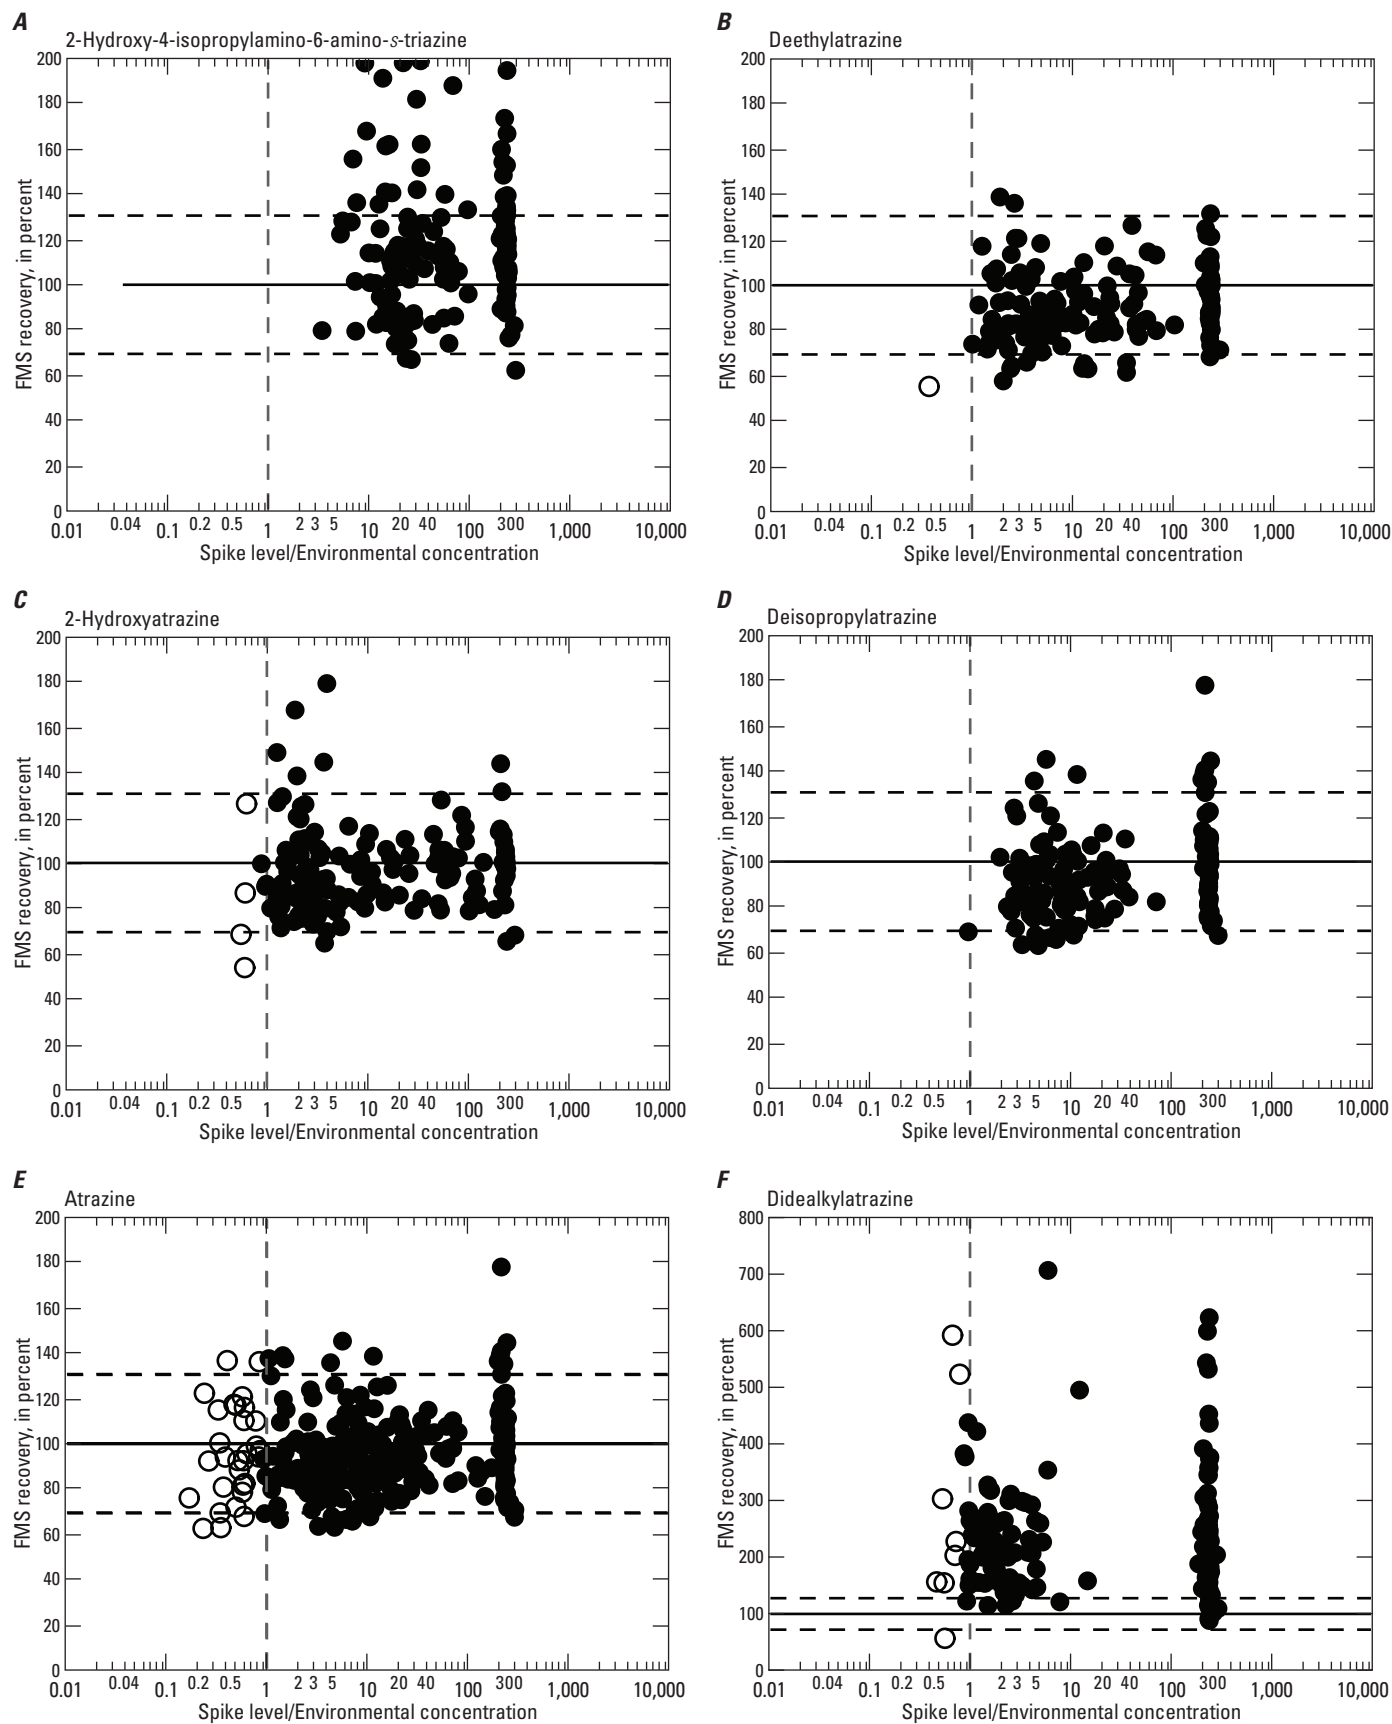 A
2-Hydroxy-4-isopropylamino-6-amino-s-triazine
200
180
160
140
120
100
80
60
40
20
0
FMS recovery, in percent
0.01 0.04 0.1 0.2 0.5 1 2 3 5 10 20 40 100 300 1,000 10,000
Spike level/Environmental concentration
B
Deethylatrazine
200
180
160
140
120
100
80
60
40
20
0
FMS recovery, in percent
0.01 0.04 0.1 0.2 0.5 1 2 3 5 10 20 40 100 300 1,000 10,000
Spike level/Environmental concentration
C
2-Hydroxyatrazine
200
180
160
140
120
100
80
60
40
20
0
FMS recovery, in percent
0.01 0.04 0.1 0.2 0.5 1 2 3 5 10 20 40 100 300 1,000 10,000
Spike level/Environmental concentration
D
Deisopropylatrazine
200
180
160
140
120
100
80
60
40
20
0
FMS recovery, in percent
0.01 0.04 0.1 0.2 0.5 1 2 3 5 10 20 40 100 300 1,000 10,000
Spike level/Environmental concentration
E
Atrazine
200
180
160
140
120
100
80
60
40
20
0
FMS recovery, in percent
0.01 0.04 0.1 0.2 0.5 1 2 3 5 10 20 40 100 300 1,000 10,000
Spike level/Environmental concentration
F
Didealkylatrazine
800
700
600
500
400
300
200
100
0
FMS recovery, in percent
0.01 0.04 0.1 0.2 0.5 1 2 3 5 10 20 40 100 300 1,000 10,000
Spike level/Environmental concentration